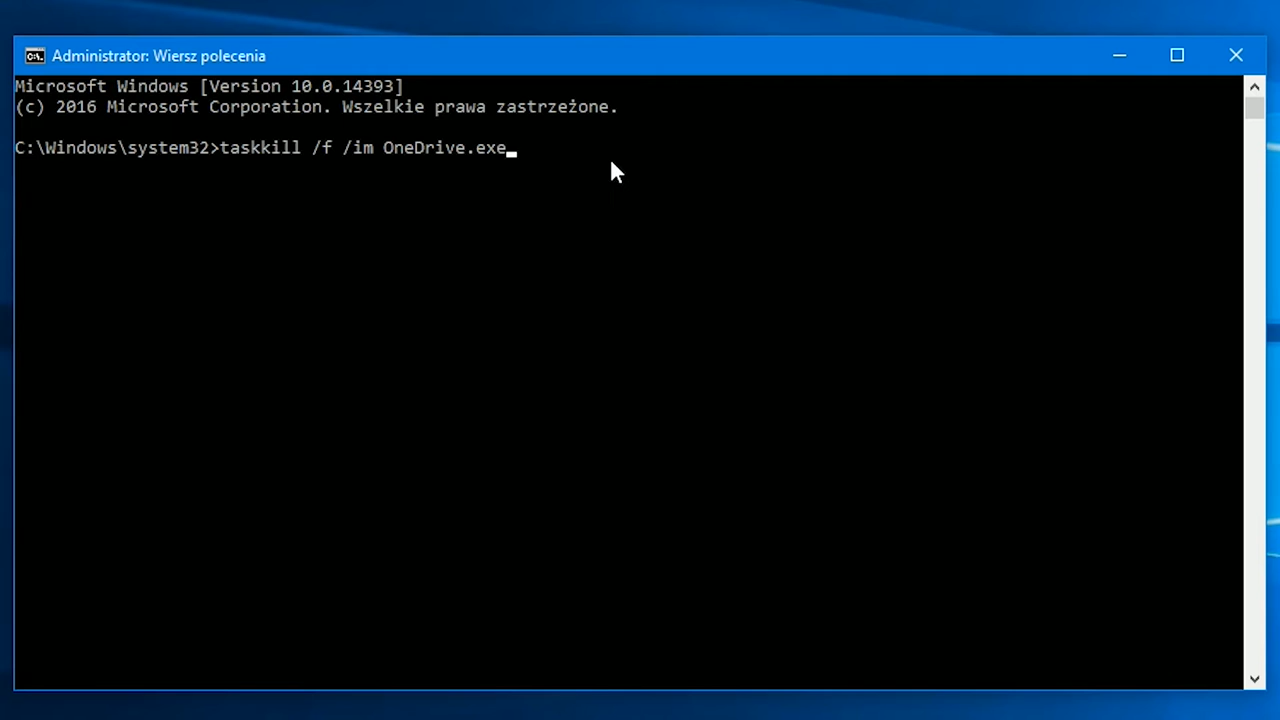 Administrator: Wiersz polecenia
Microsoft Windows [Version 10.0.14393]
(c) 2016 Microsoft Corporation. Wszelkie prawa zastrzeżone.
C:\Windows\system32>taskkill /f /im OneDrive.exe